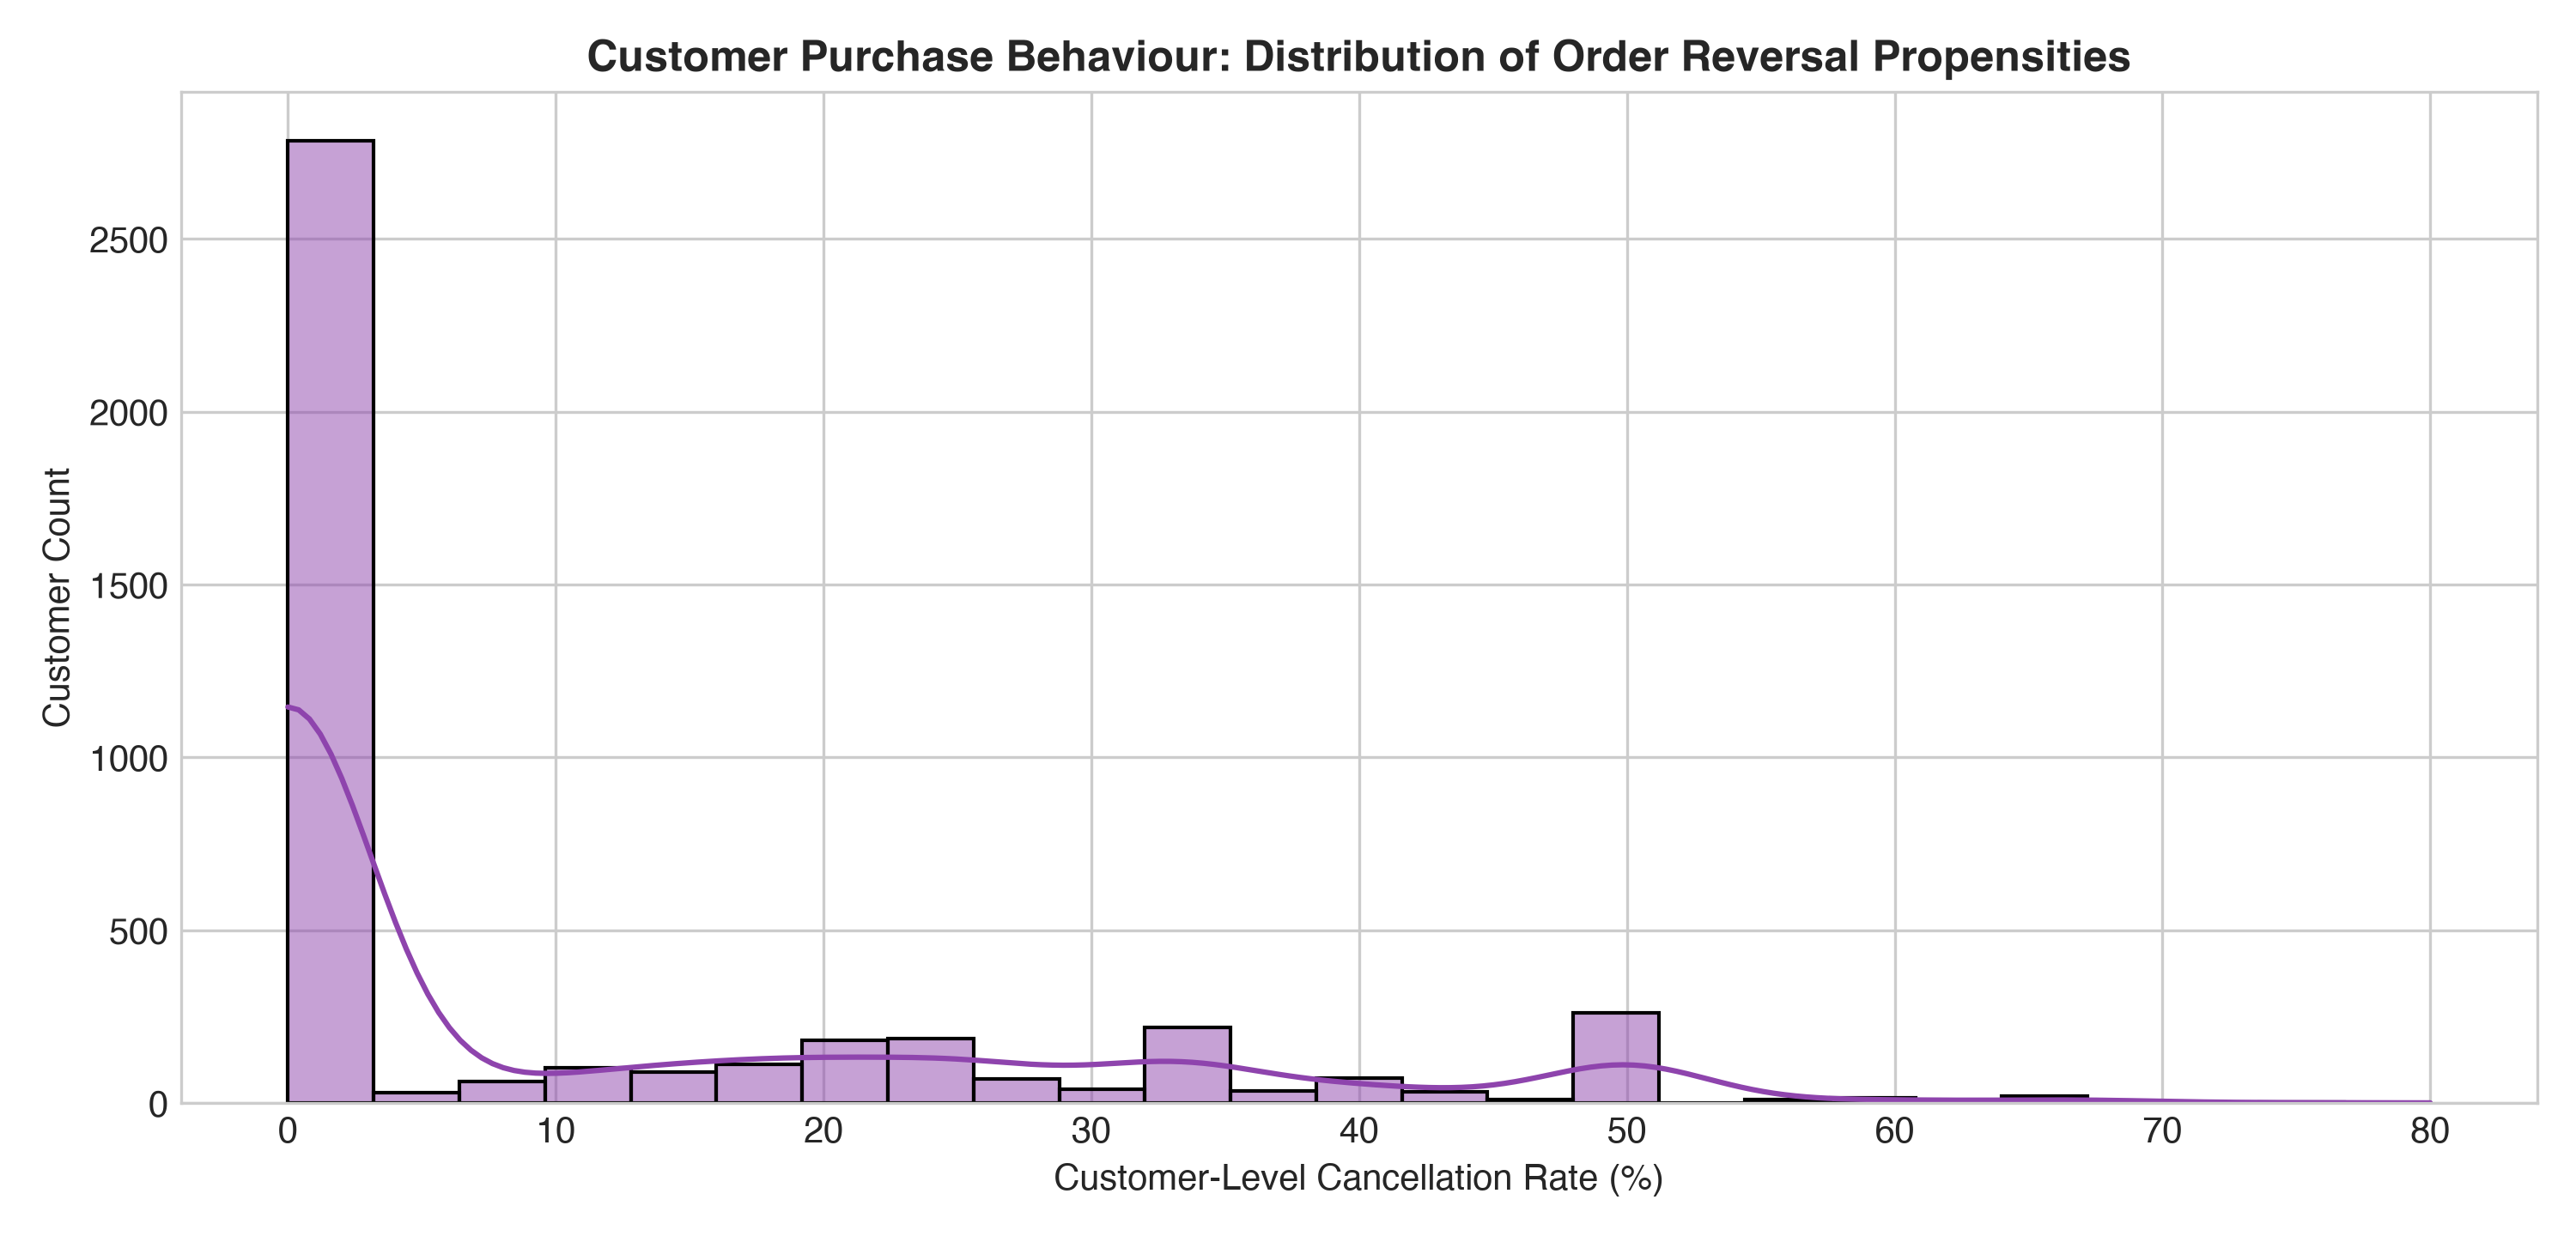 Customer Purchase Behaviour: Distribution of Order Reversal Propensities
Customer Count
2500
2000
1500
1000
500
0
0 10 20 30 40 50 60 70 80
Customer-Level Cancellation Rate (%)